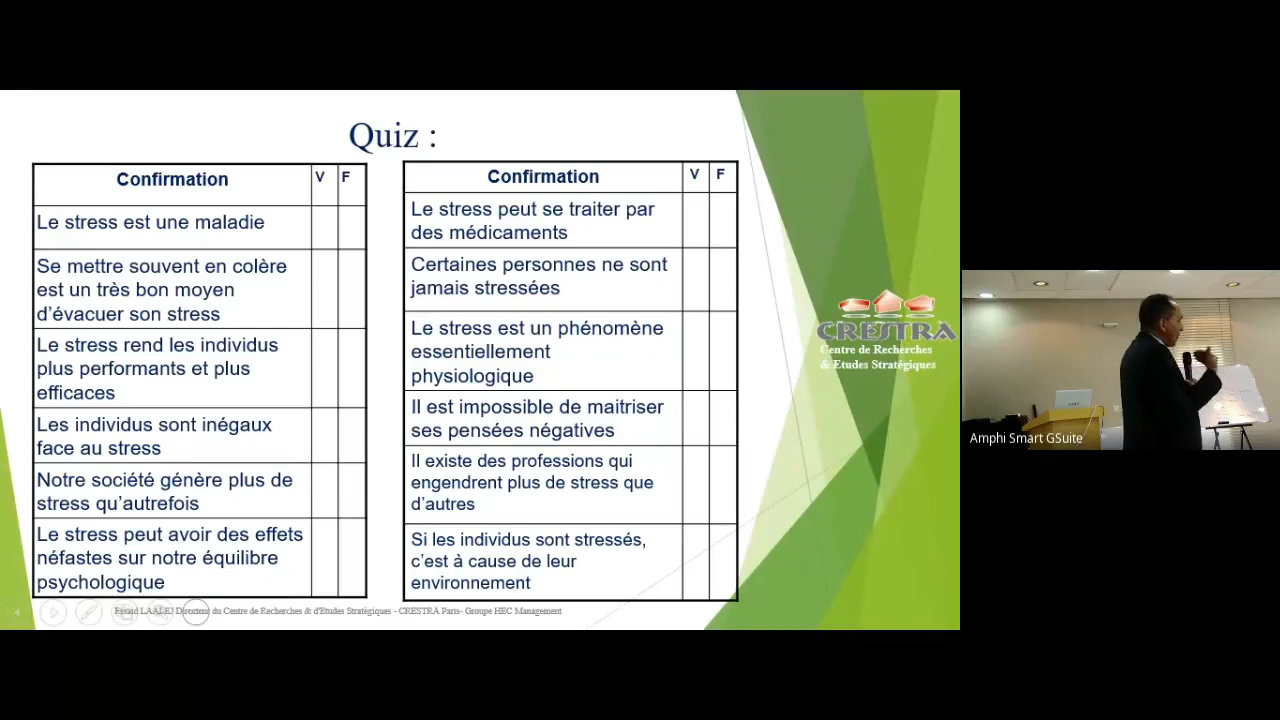 Quiz :
Confirmation V F
Le stress est une maladie
Se mettre souvent en colère
est un très bon moyen
d’évacuer son stress
Le stress rend les individus
plus performants et plus
efficaces
Les individus sont inégaux
face au stress
Notre société génère plus de
stress qu’autrefois
Le stress peut avoir des effets
néfastes sur notre équilibre
psychologique
Confirmation V F
Le stress peut se traiter par
des médicaments
Certaines personnes ne sont
jamais stressées
Le stress est un phénomène
essentiellement
physiologique
Il est impossible de maitriser
ses pensées négatives
Il existe des professions qui
engendrent plus de stress que
d’autres
Si les individus sont stressés,
c’est à cause de leur
environnement
CRESTRA
Centre de Recherches
& Etudes Stratégiques
Essaid LAALEJ Directeur du Centre de Recherches & d'Etudes Stratégiques - CRESTRA Paris- Groupe HEC Management
Amphi Smart GSuite